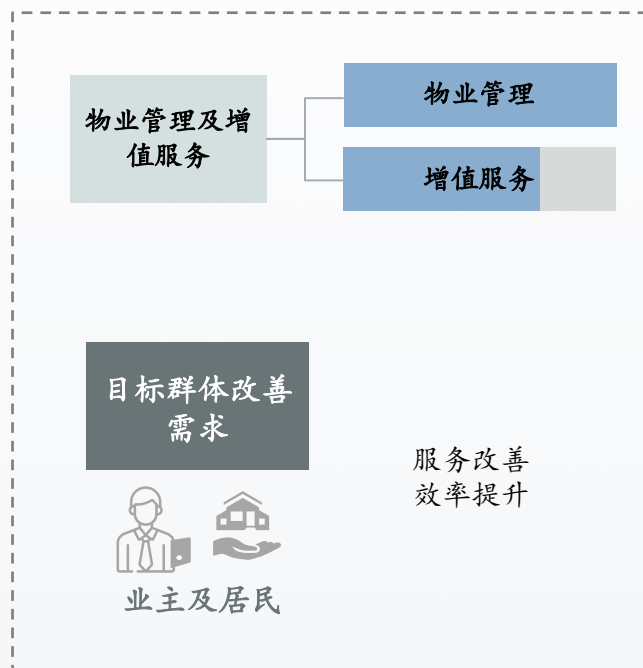 物业管理及增
值服务
物业管理
增值服务
目标群体改善
需求
服务改善
效率提升
业主及居民